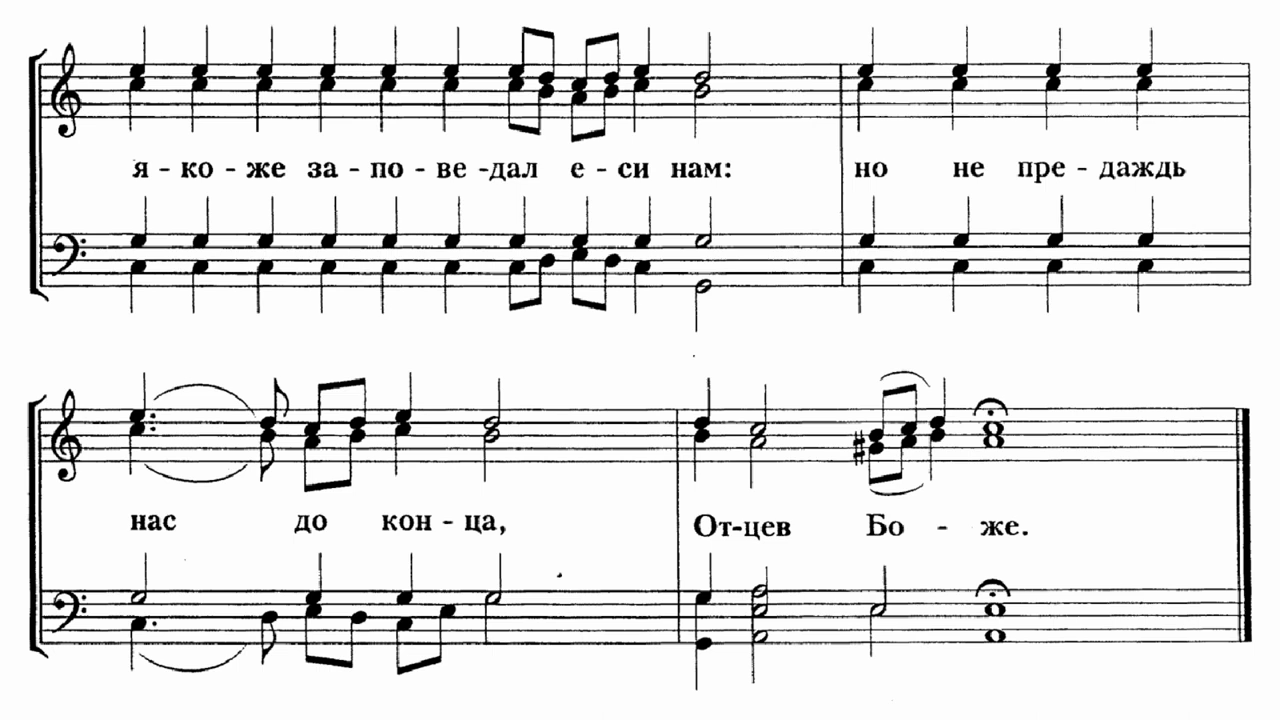 я - ко - же за - по - ве -дал е - си нам: но не пре - даждь
нас до кон - ца, От-цев Бо - же.